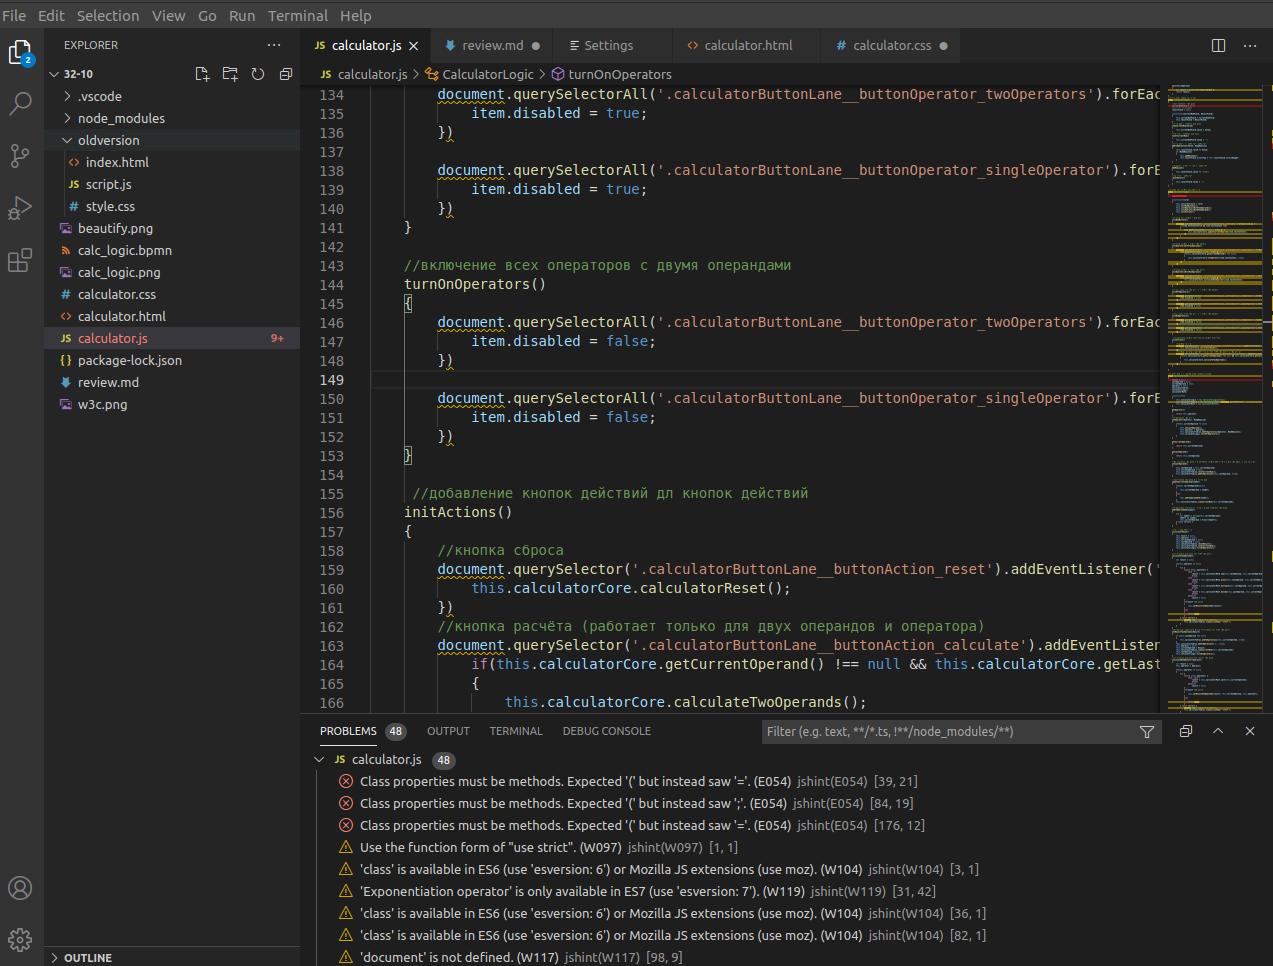 File Edit Selection View Go Run Terminal Help
EXPLORER
2
32-10
.vscode
node_modules
oldversion
index.html
script.js
style.css
beautify.png
calc_logic.bpmn
calc_logic.png
calculator.css
calculator.html
calculator.js 9+
package-lock.json
review.md
w3c.png
OUTLINE
JS calculator.js review.md Settings calculator.html calculator.css
JS calculator.js > CalculatorLogic > turnOnOperators
134 document.querySelectorAll('.calculatorButtonLane__buttonOperator_twoOperators').forEac
135 item.disabled = true;
136 })
137
138 document.querySelectorAll('.calculatorButtonLane__buttonOperator_singleOperator').forE
139 item.disabled = true;
140 })
141 }
142
143 //включение всех операторов с двумя операндами
144 turnOnOperators()
145 {
146 document.querySelectorAll('.calculatorButtonLane__buttonOperator_twoOperators').forEac
147 item.disabled = false;
148 })
149
150 document.querySelectorAll('.calculatorButtonLane__buttonOperator_singleOperator').forE
151 item.disabled = false;
152 })
153 }
154
155 //добавление кнопок действий дл кнопок действий
156 initActions()
157 {
158 //кнопка сброса
159 document.querySelector('.calculatorButtonLane__buttonAction_reset').addEventListener('
160 this.calculatorCore.calculatorReset();
161 })
162 //кнопка расчёта (работает только для двух операндов и оператора)
163 document.querySelector('.calculatorButtonLane__buttonAction_calculate').addEventListen
164 if(this.calculatorCore.getCurrentOperand() !== null && this.calculatorCore.getLast
165 {
166 this.calculatorCore.calculateTwoOperands();
PROBLEMS 48 OUTPUT TERMINAL DEBUG CONSOLE Filter (e.g. text, **/*.ts, !**/node_modules/**)
JS calculator.js 48
Class properties must be methods. Expected '(' but instead saw '='. (E054) jshint(E054) [39, 21]
Class properties must be methods. Expected '(' but instead saw ';'. (E054) jshint(E054) [84, 19]
Class properties must be methods. Expected '(' but instead saw '='. (E054) jshint(E054) [176, 12]
Use the function form of "use strict". (W097) jshint(W097) [1, 1]
'class' is available in ES6 (use 'esversion: 6') or Mozilla JS extensions (use moz). (W104) jshint(W104) [3, 1]
'Exponentiation operator' is only available in ES7 (use 'esversion: 7'). (W119) jshint(W119) [31, 42]
'class' is available in ES6 (use 'esversion: 6') or Mozilla JS extensions (use moz). (W104) jshint(W104) [36, 1]
'class' is available in ES6 (use 'esversion: 6') or Mozilla JS extensions (use moz). (W104) jshint(W104) [82, 1]
'document' is not defined. (W117) jshint(W117) [98, 9]